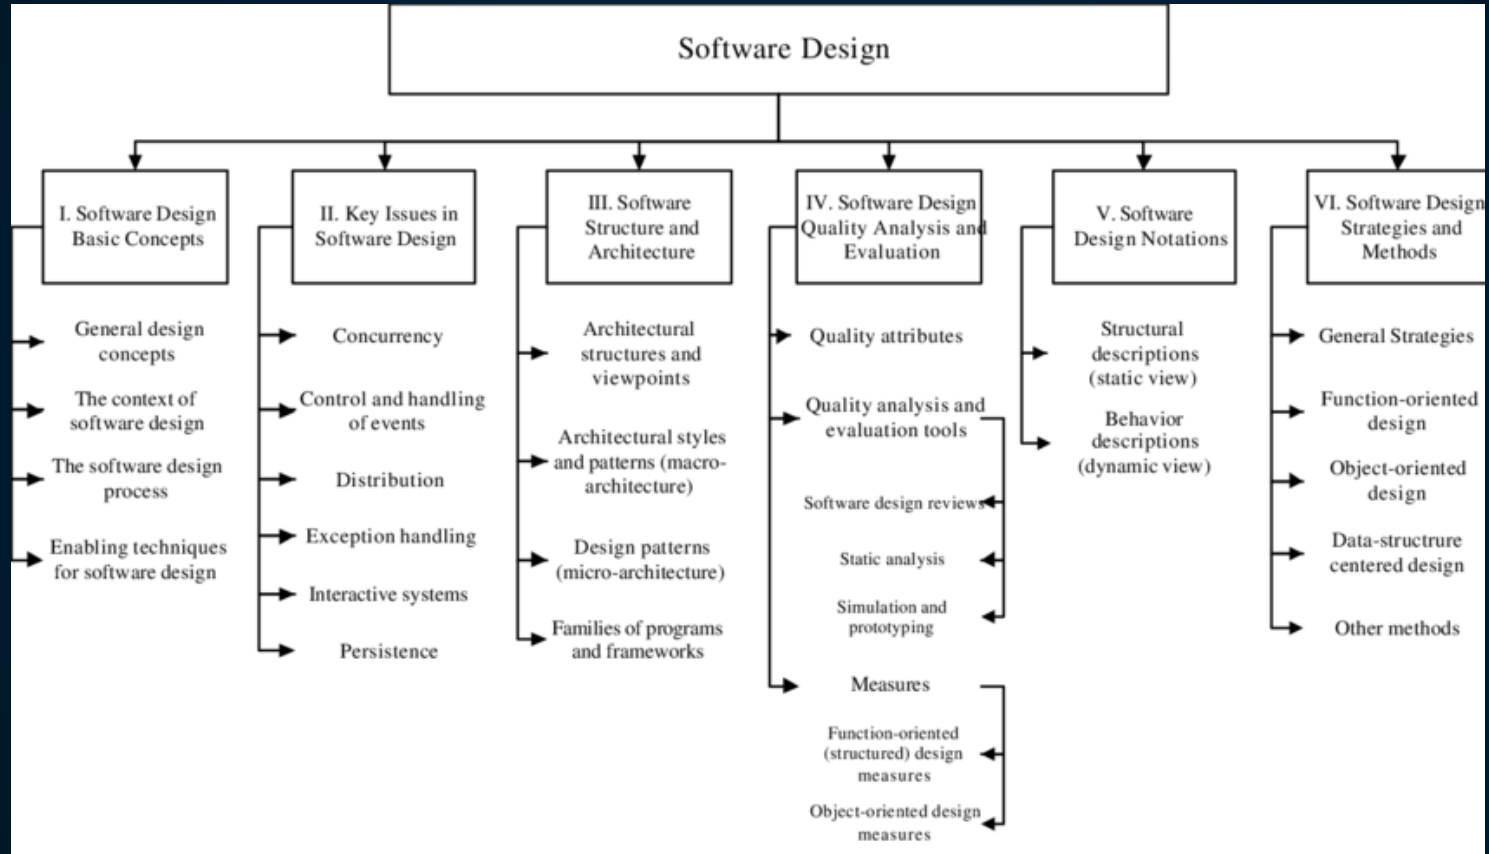 Software Design
I. Software Design
Basic Concepts
General design
concepts
The context of
software design
The software design
process
Enabling techniques
for software design
II. Key Issues in
Software Design
Concurrency
Control and handling
of events
Distribution
Exception handling
Interactive systems
Persistence
III. Software
Structure and
Architecture
Architectural
structures and
viewpoints
Architectural styles
and patterns (macro-
architecture)
Design patterns
(micro-architecture)
Families of programs
and frameworks
IV. Software Design
Quality Analysis and
Evaluation
Quality attributes
Quality analysis and
evaluation tools
Software design reviews
Static analysis
Simulation and
prototyping
Measures
Function-oriented
(structured) design
measures
Object-oriented design
measures
V. Software
Design Notations
Structural
descriptions
(static view)
Behavior
descriptions
(dynamic view)
VI. Software Design
Strategies and
Methods
General Strategies
Function-oriented
design
Object-oriented
design
Data-structrure
centered design
Other methods